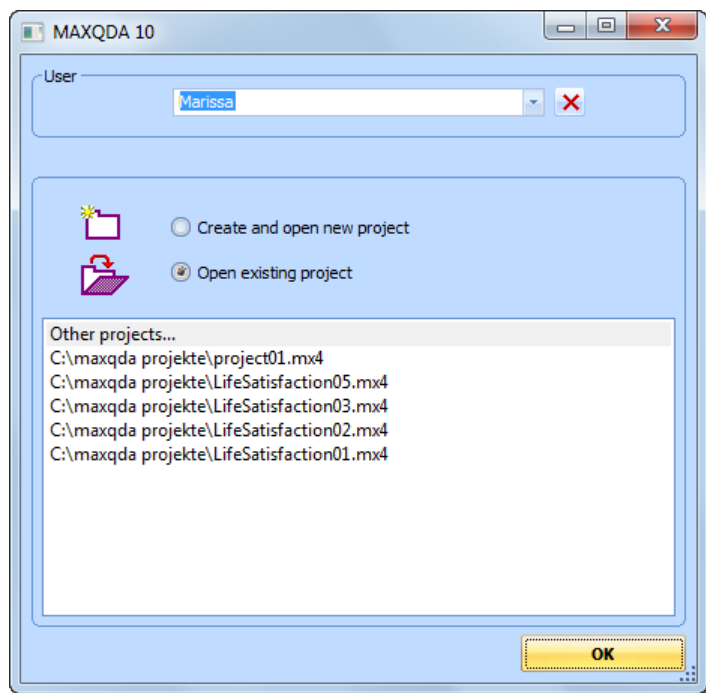 MAXQDA 10
User
Marissa
Create and open new project
Open existing project
Other projects...
C:\maxqda projekte\project01.mx4
C:\maxqda projekte\LifeSatisfaction05.mx4
C:\maxqda projekte\LifeSatisfaction03.mx4
C:\maxqda projekte\LifeSatisfaction02.mx4
C:\maxqda projekte\LifeSatisfaction01.mx4
OK